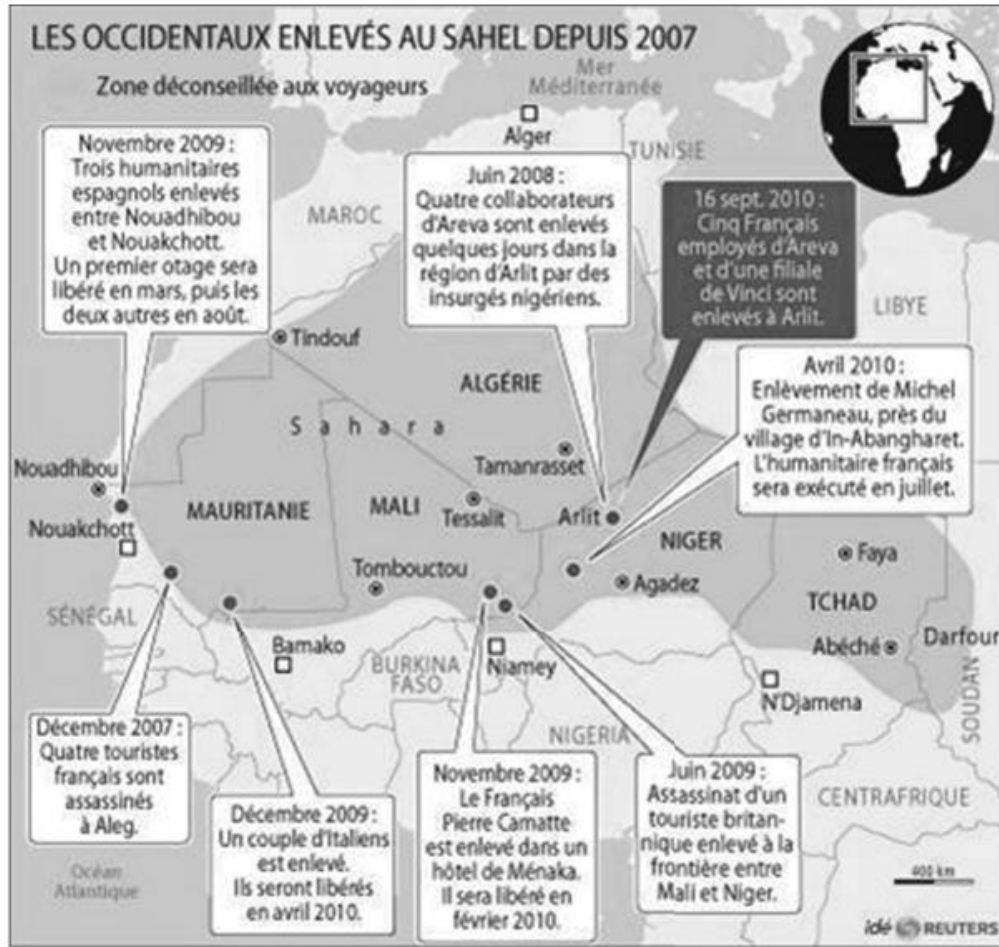 LES OCCIDENTAUX ENLEVÉS AU SAHEL DEPUIS 2007
Zone déconseillée aux voyageurs
Mer
Méditerranée
Alger
TUNISIE
MAROC
LIBYE
Novembre 2009 :
Trois humanitaires
espagnols enlevés
entre Nouadhibou
et Nouakchott.
Un premier otage sera
libéré en mars, puis les
deux autres en août.
Juin 2008 :
Quatre collaborateurs
d'Areva sont enlevés
quelques jours dans la
région d'Arlit par des
insurgés nigériens.
16 sept. 2010 :
Cinq Français
employés d'Areva
et d'une filiale
de Vinci sont
enlevés à Arlit.
Avril 2010 :
Enlèvement de Michel
Germaneau, près du
village d'In-Abangharet.
L'humanitaire français
sera exécuté en juillet.
Tindouf
ALGÉRIE
Sahara
Tamanrasset
Nouadhibou
Nouakchott
MAURITANIE
MALI
Tessalit
Arlit
NIGER
Faya
Tombouctou
Agadez
TCHAD
SÉNÉGAL
Bamako
BURKINA
FASO
Niamey
Abéché
Darfour
N'Djamena
SOUDAN
NIGERIA
CENTRAFRIQUE
Décembre 2007 :
Quatre touristes
français sont
assassinés
à Aleg.
Décembre 2009 :
Un couple d'Italiens
est enlevé.
Ils seront libérés
en avril 2010.
Novembre 2009 :
Le Français
Pierre Camatte
est enlevé dans un
hôtel de Ménaka.
Il sera libéré en
février 2010.
Juin 2009 :
Assassinat d'un
touriste britan-
nique enlevé à la
frontière entre
Mali et Niger.
Océan
Atlantique
400 km
idé REUTERS